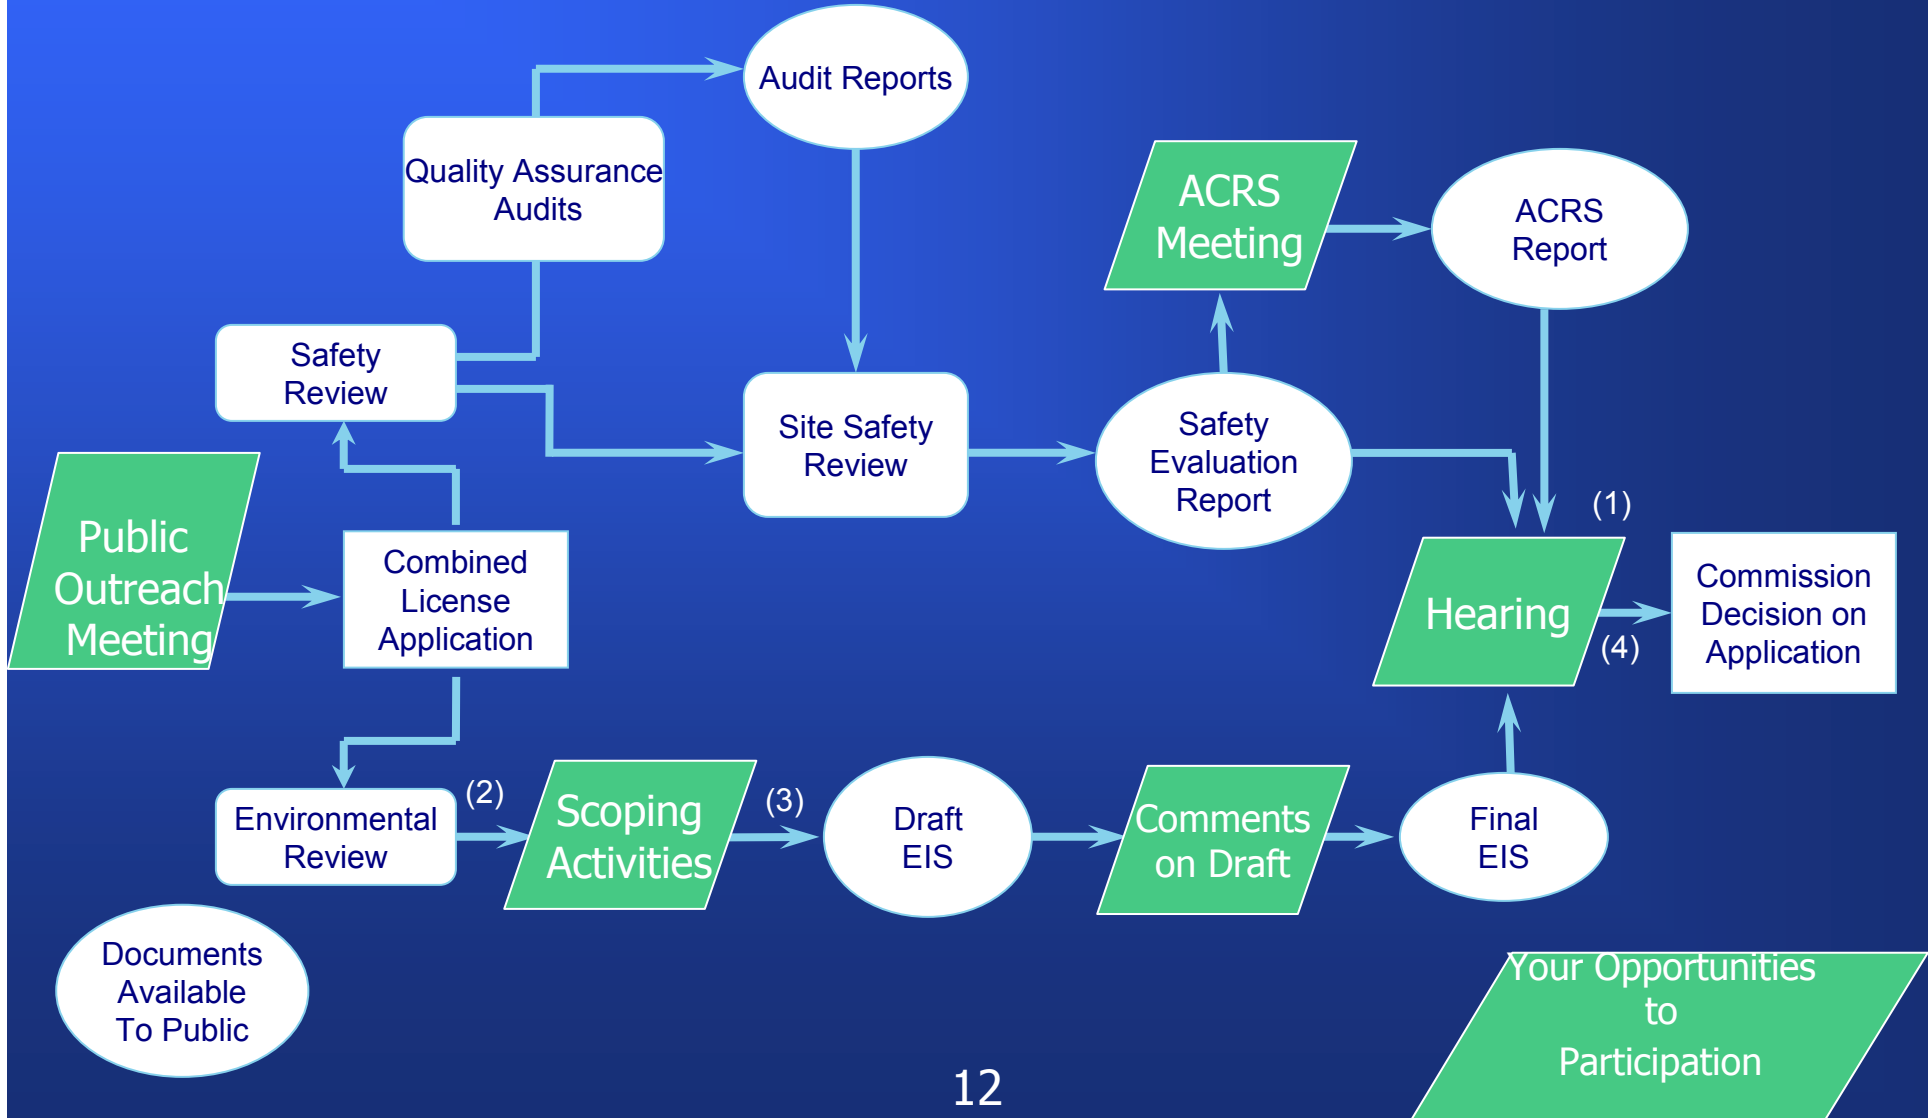 Audit Reports
Quality Assurance
Audits
ACRS
Meeting
ACRS
Report
Safety
Review
Site Safety
Review
Safety
Evaluation
Report
(1)
Public
Outreach
Meeting
Combined
License
Application
Hearing
(4)
Commission
Decision on
Application
Environmental
Review
(2)
Scoping
Activities
(3)
Draft
EIS
Comments
on Draft
Final
EIS
Documents
Available
To Public
Your Opportunities
to
Participation
12